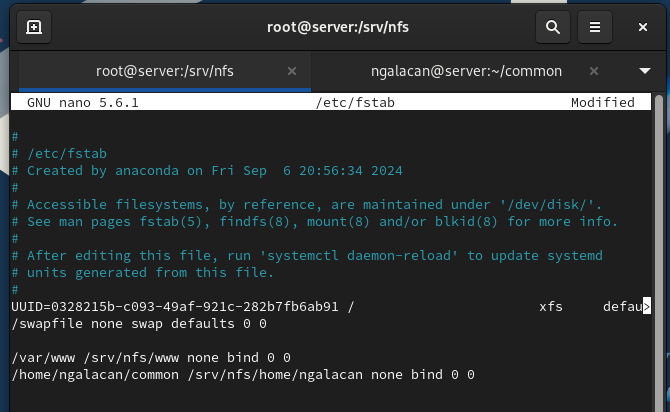 root@server:/srv/nfs
root@server:/srv/nfs
ngalacan@server:~/common
GNU nano 5.6.1 /etc/fstab Modified
#
# /etc/fstab
# Created by anaconda on Fri Sep  6 20:56:34 2024
#
# Accessible filesystems, by reference, are maintained under '/dev/disk/'.
# See man pages fstab(5), findfs(8), mount(8) and/or blkid(8) for more info.
#
# After editing this file, run 'systemctl daemon-reload' to update systemd
# units generated from this file.
#
UUID=0328215b-c093-49af-921c-282b7fb6ab91 / xfs defau>
/swapfile none swap defaults 0 0
/var/www /srv/nfs/www none bind 0 0
/home/ngalacan/common /srv/nfs/home/ngalacan none bind 0 0